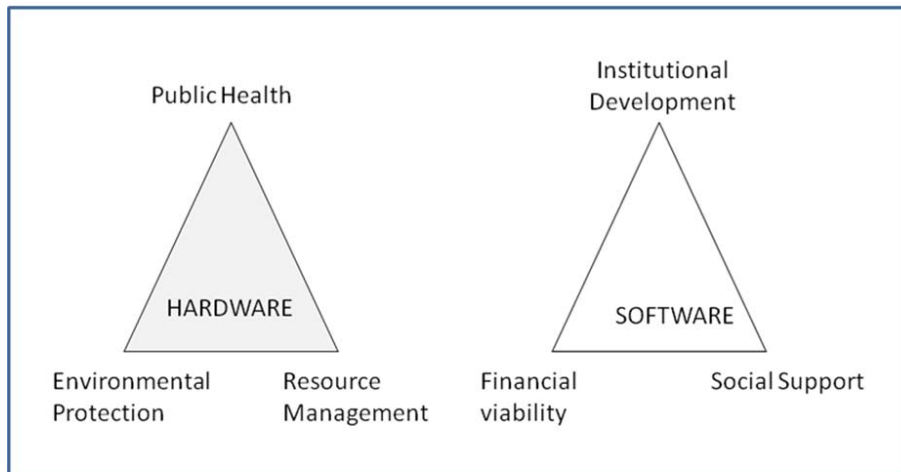 Public Health
HARDWARE
Environmental
Protection
Resource
Management
Institutional
Development
SOFTWARE
Financial
viability
Social Support